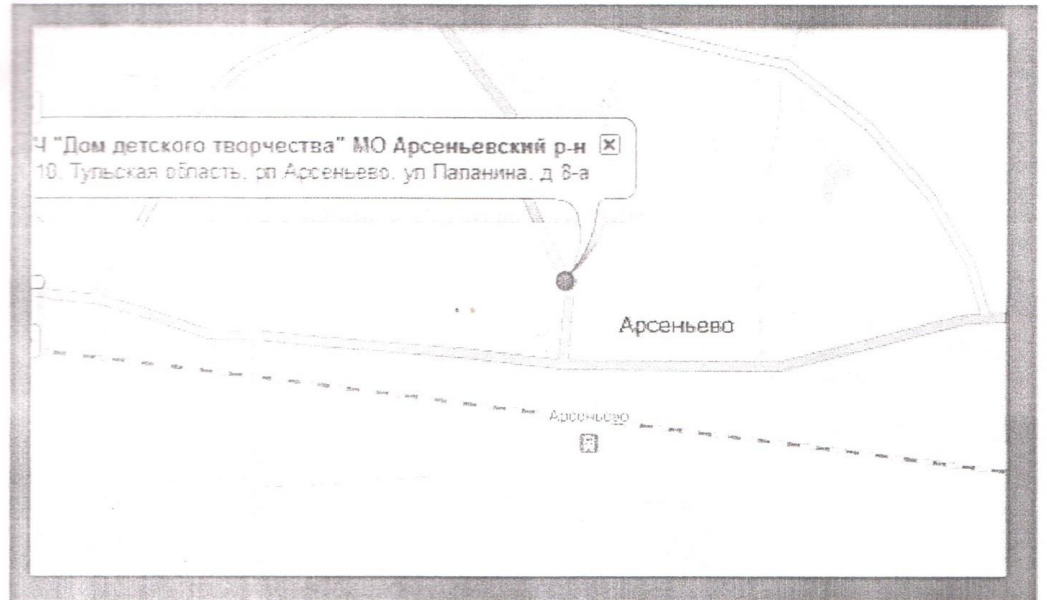 Ч "Дом детского творчества" МО Арсеньевский р-н
10, Тульская область, рп Арсеньево, ул Папанина, д 8-а
Арсеньево
Арсеньево